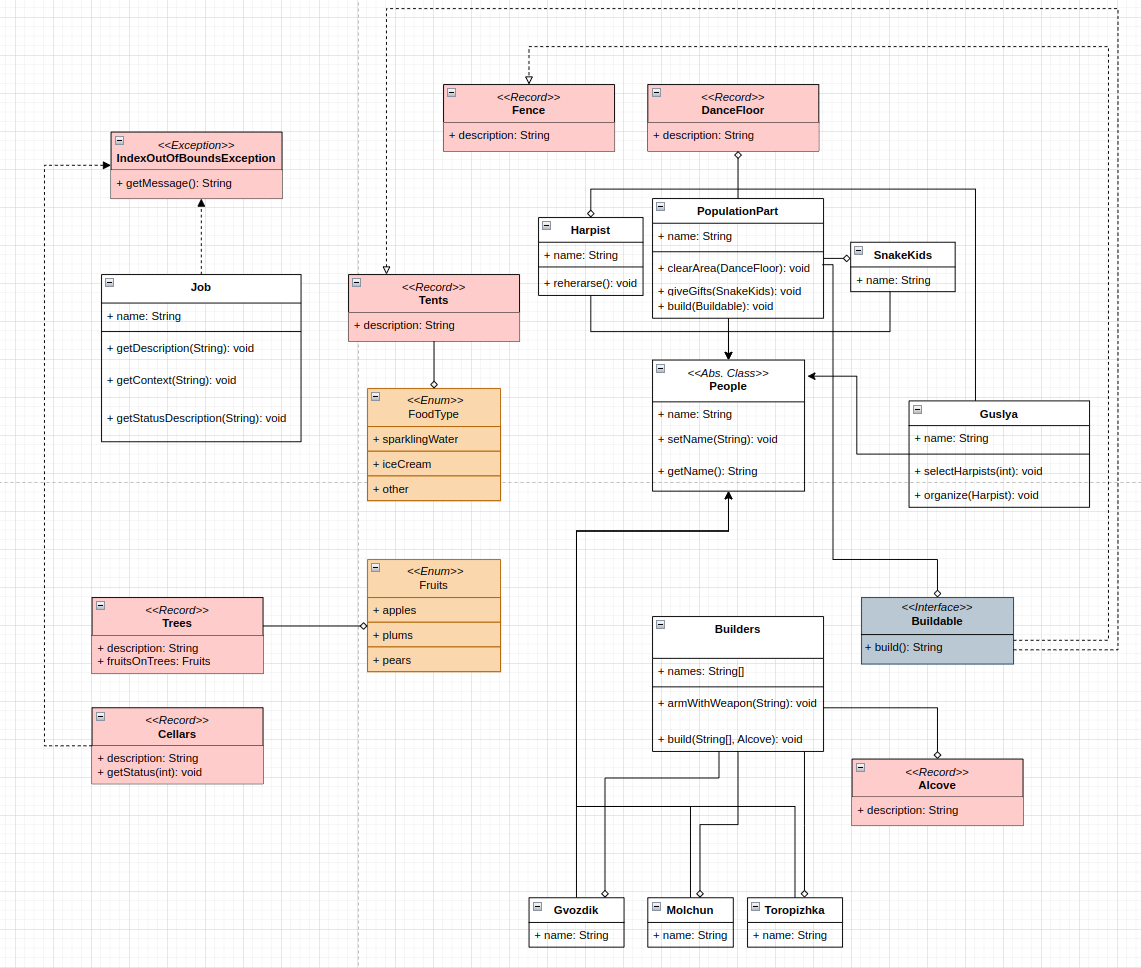 <<Record>>
Fence
+ description: String
<<Record>>
DanceFloor
+ description: String
<<Exception>>
IndexOutOfBoundsException
+ getMessage(): String
Harpist
+ name: String
+ reherarse(): void
PopulationPart
+ name: String
+ clearArea(DanceFloor): void
+ giveGifts(SnakeKids): void
+ build(Buildable): void
SnakeKids
+ name: String
Job
+ name: String
+ getDescription(String): void
+ getContext(String): void
+ getStatusDescription(String): void
<<Record>>
Tents
+ description: String
<<Enum>>
FoodType
+ sparklingWater
+ iceCream
+ other
<<Abs. Class>>
People
+ name: String
+ setName(String): void
+ getName(): String
Guslya
+ name: String
+ selectHarpists(int): void
+ organize(Harpist): void
<<Enum>>
Fruits
+ apples
+ plums
+ pears
<<Record>>
Trees
+ description: String
+ fruitsOnTrees: Fruits
<<Interface>>
Buildable
+ build(): String
Builders
+ names: String[]
+ armWithWeapon(String): void
+ build(String[], Alcove): void
<<Record>>
Cellars
+ description: String
+ getStatus(int): void
<<Record>>
Alcove
+ description: String
Gvozdik
+ name: String
Molchun
+ name: String
Toropizhka
+ name: String